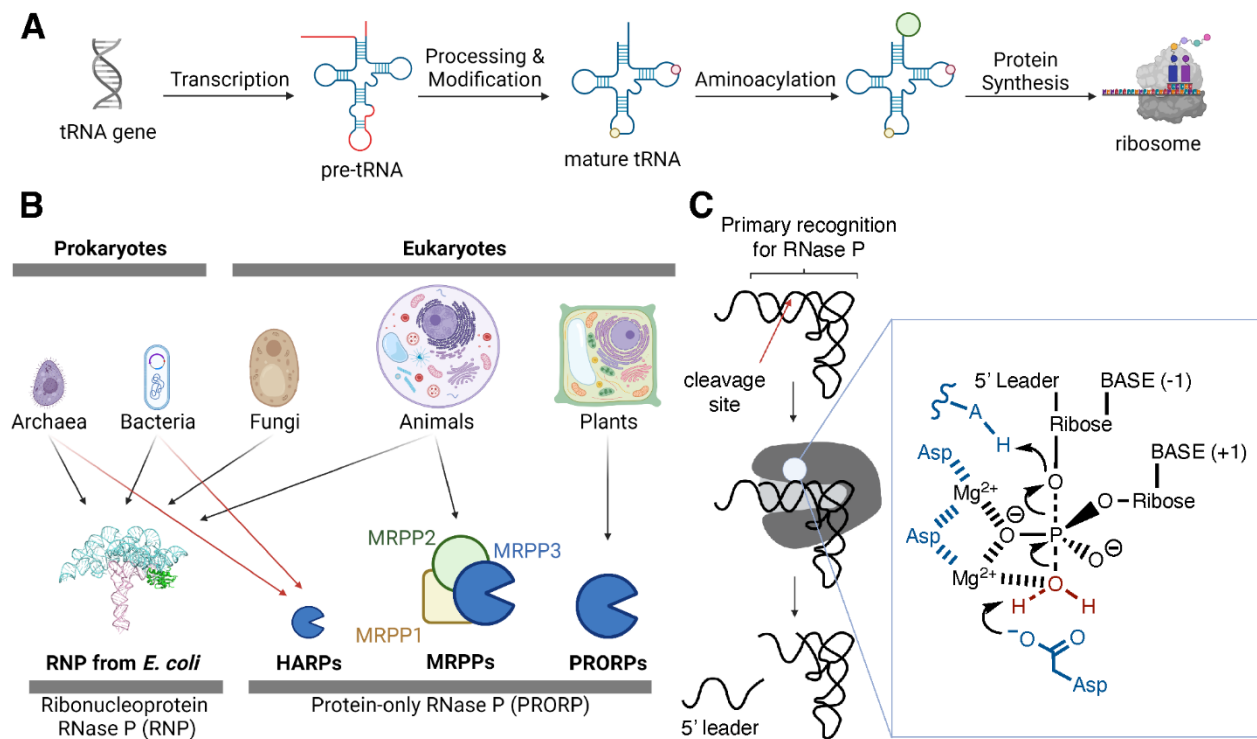 A
tRNA gene
Transcription
pre-tRNA
Processing &
Modification
mature tRNA
Aminoacylation
Protein
Synthesis
ribosome
B
Prokaryotes
Eukaryotes
Archaea
Bacteria
Fungi
Animals
Plants
MRPP2
MRPP3
MRPP1
RNP from E. coli
HARPs
MRPPs
PRORPs
Ribonucleoprotein
RNase P (RNP)
Protein-only RNase P (PRORP)
C
Primary recognition
for RNase P
cleavage
site
5' leader
5' Leader
BASE (-1)
A
H
Ribose
BASE (+1)
Asp
Mg2+
O
O
Ribose
⊖
Asp
O
P
O
⊖
Mg2+
O
H
H
−O
O
Asp